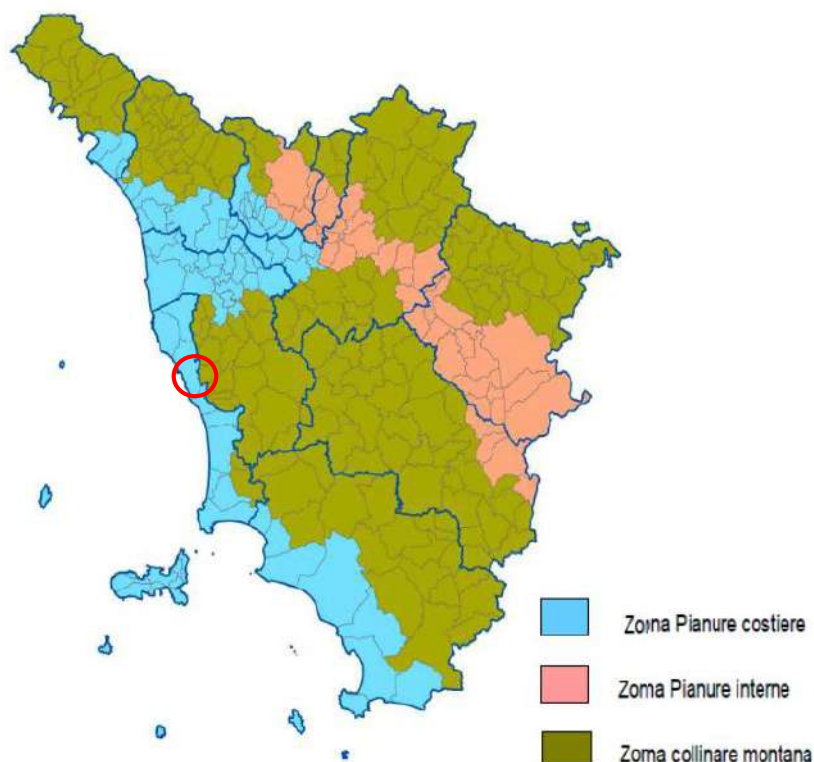 Zona Pianure costiere
Zoma Pianure interne
Zoma collinare montana